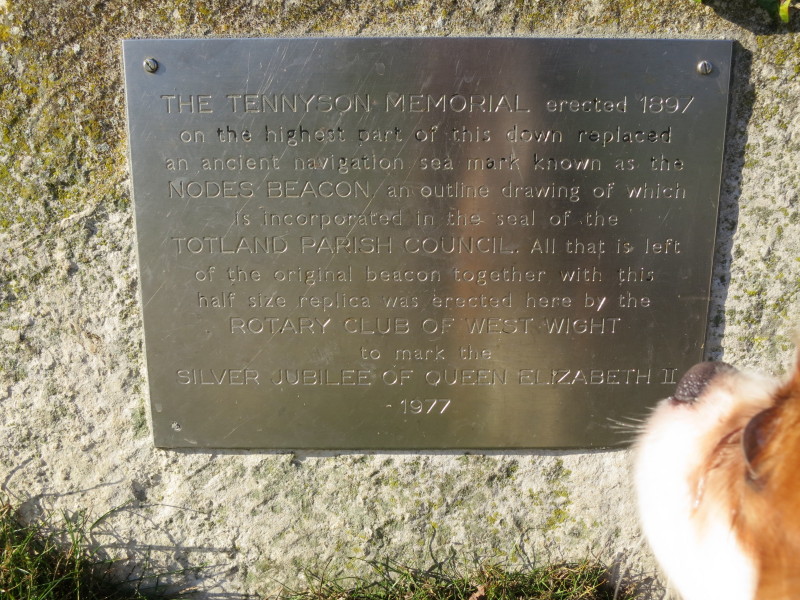 THE TENNYSON MEMORIAL erected 1897
on the highest part of this down replaced
an ancient navigation sea mark known as the
NODES BEACON an outline drawing of which
is incorporated in the seal of the
TOTLAND PARISH COUNCIL. All that is left
of the original beacon together with this
half size replica was erected here by the
ROTARY CLUB OF WEST WIGHT
to mark the
SILVER JUBILEE OF QUEEN ELIZABETH II
- 1977